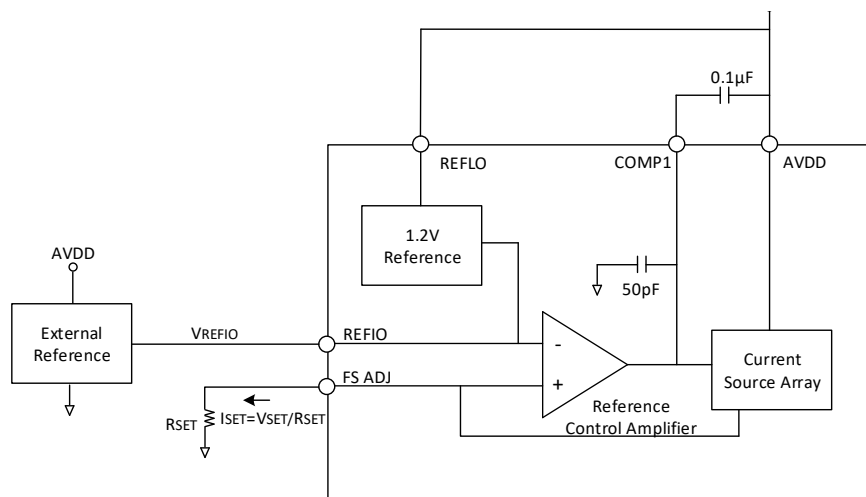 0.1µF
REFLO
COMP1
AVDD
1.2V
Reference
AVDD
50pF
External
Reference
VREFIO
REFIO
-
Current
Source Array
FS ADJ
+
RSET
ISET=VSET/RSET
Reference
Control Amplifier